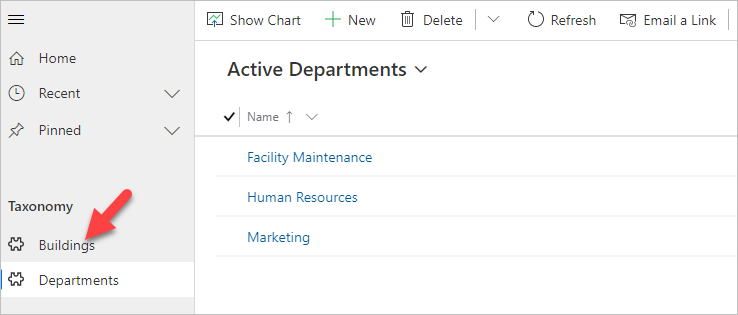 Show Chart New Delete Refresh Email a Link
Home
Recent
Pinned
Taxonomy
Buildings
Departments
Active Departments
Name
Facility Maintenance
Human Resources
Marketing